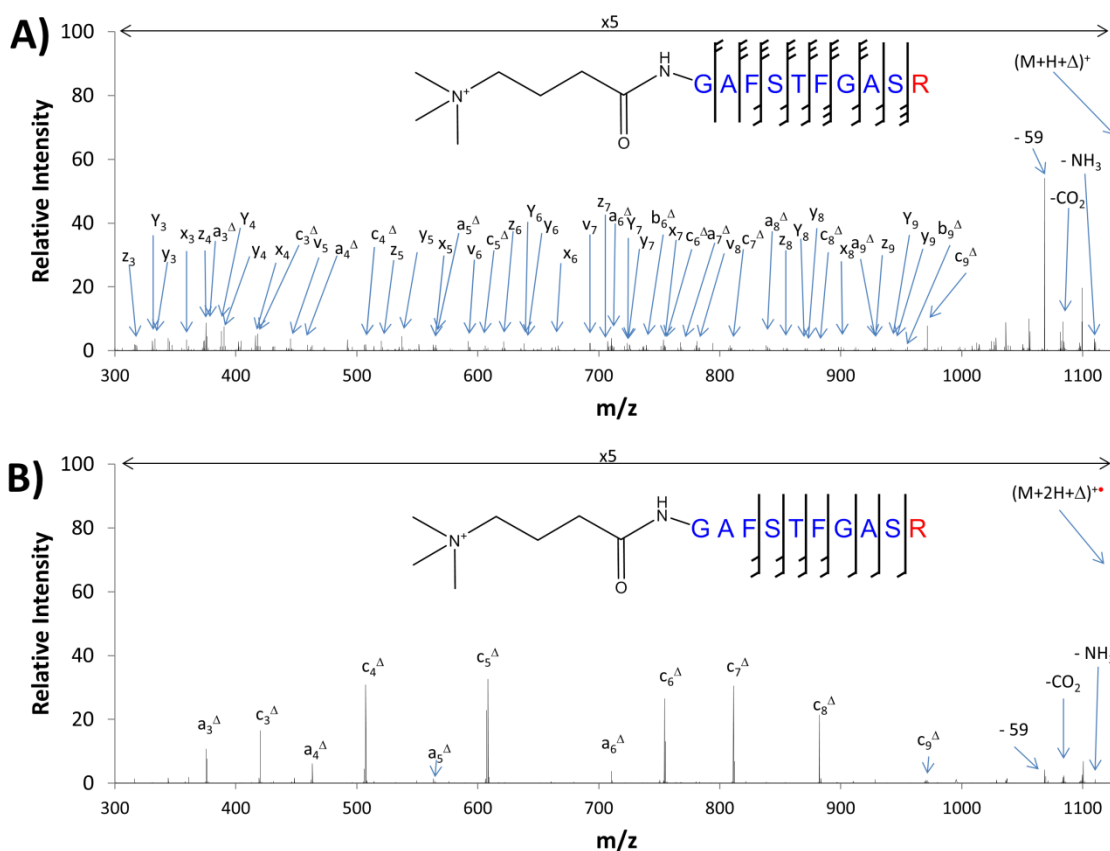 A)
x5
100
80
60
40
20
0
Relative Intensity
N+
O
H
N
GAFSTFGASR
(M+H+Δ)+
- 59
- NH3
-CO2
z3
Y3
y3
x3
z4
a3Δ
Y4
y4
x4
c3Δ
v5
a4Δ
c4Δ
z5
y5
x5
a5Δ
v6
c5Δ
z6
Y6
y6
x6
v7
z7
a6Δ
Y7
y7
b6Δ
x7
c6Δ
a7Δ
v8
c7Δ
a8Δ
z8
Y8
y8
c8Δ
x8
a9Δ
z9
Y9
y9
b9Δ
c9Δ
300 400 500 600 700 800 900 1000 1100
m/z
B)
x5
100
80
60
40
20
0
Relative Intensity
N+
O
H
N
GAFSTFGASR
(M+2H+Δ)+•
a3Δ
c3Δ
a4Δ
c4Δ
a5Δ
c5Δ
a6Δ
c6Δ
c7Δ
c8Δ
c9Δ
- 59
-CO2
- NH3
300 400 500 600 700 800 900 1000 1100
m/z